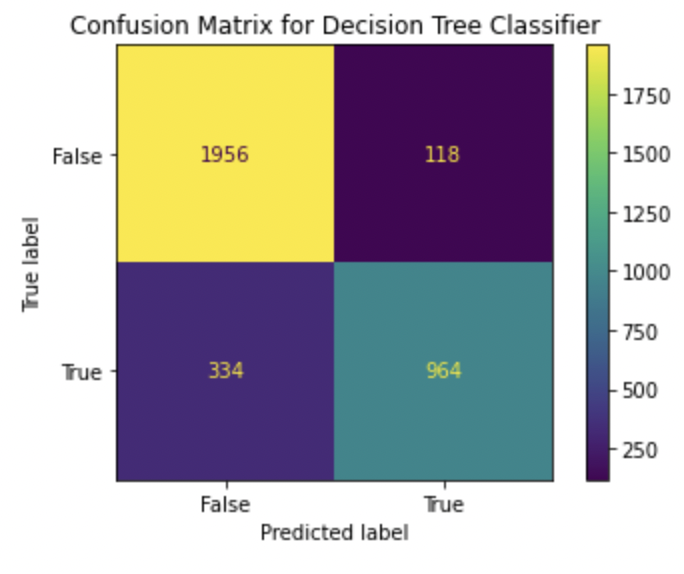 Confusion Matrix for Decision Tree Classifier
True label
False
1956
118
True
334
964
False
True
Predicted label
1750
1500
1250
1000
750
500
250